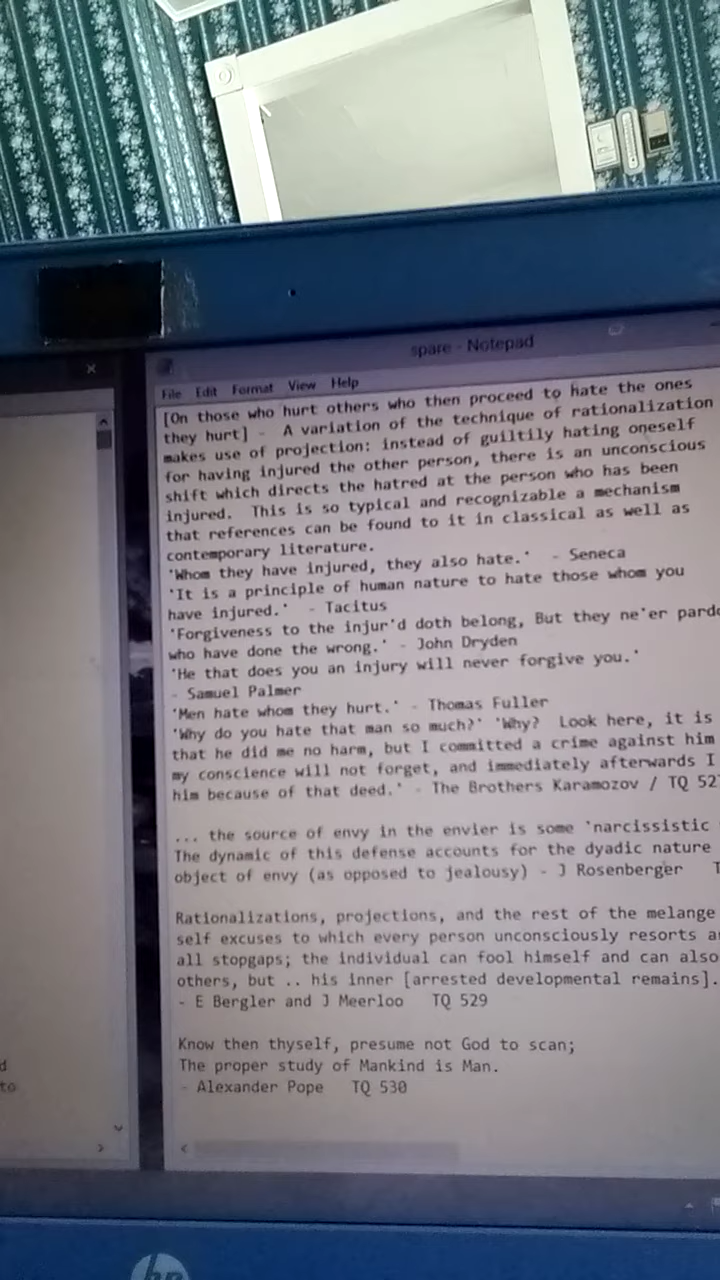 spare - Notepad
File Edit Format View Help
[On those who hurt others who then proceed to hate the ones
they hurt] - A variation of the technique of rationalization
makes use of projection: instead of guiltily hating oneself
for having injured the other person, there is an unconscious
shift which directs the hatred at the person who has been
injured. This is so typical and recognizable a mechanism
that references can be found to it in classical as well as
contemporary literature.
'Whom they have injured, they also hate.' - Seneca
'It is a principle of human nature to hate those whom you
have injured.' - Tacitus
'Forgiveness to the injur'd doth belong, But they ne'er pardo
who have done the wrong.' - John Dryden
'He that does you an injury will never forgive you.'
- Samuel Palmer
'Men hate whom they hurt.' - Thomas Fuller
'Why do you hate that man so much?' 'Why? Look here, it is
that he did me no harm, but I committed a crime against him
my conscience will not forget, and immediately afterwards I
him because of that deed.' - The Brothers Karamozov / TQ 527
... the source of envy in the envier is some 'narcissistic
The dynamic of this defense accounts for the dyadic nature
object of envy (as opposed to jealousy) - J Rosenberger T
Rationalizations, projections, and the rest of the melange
self excuses to which every person unconsciously resorts a
all stopgaps; the individual can fool himself and can also
others, but .. his inner [arrested developmental remains].
- E Bergler and J Meerloo TQ 529
Know then thyself, presume not God to scan;
The proper study of Mankind is Man.
- Alexander Pope TQ 530
d
to
hp